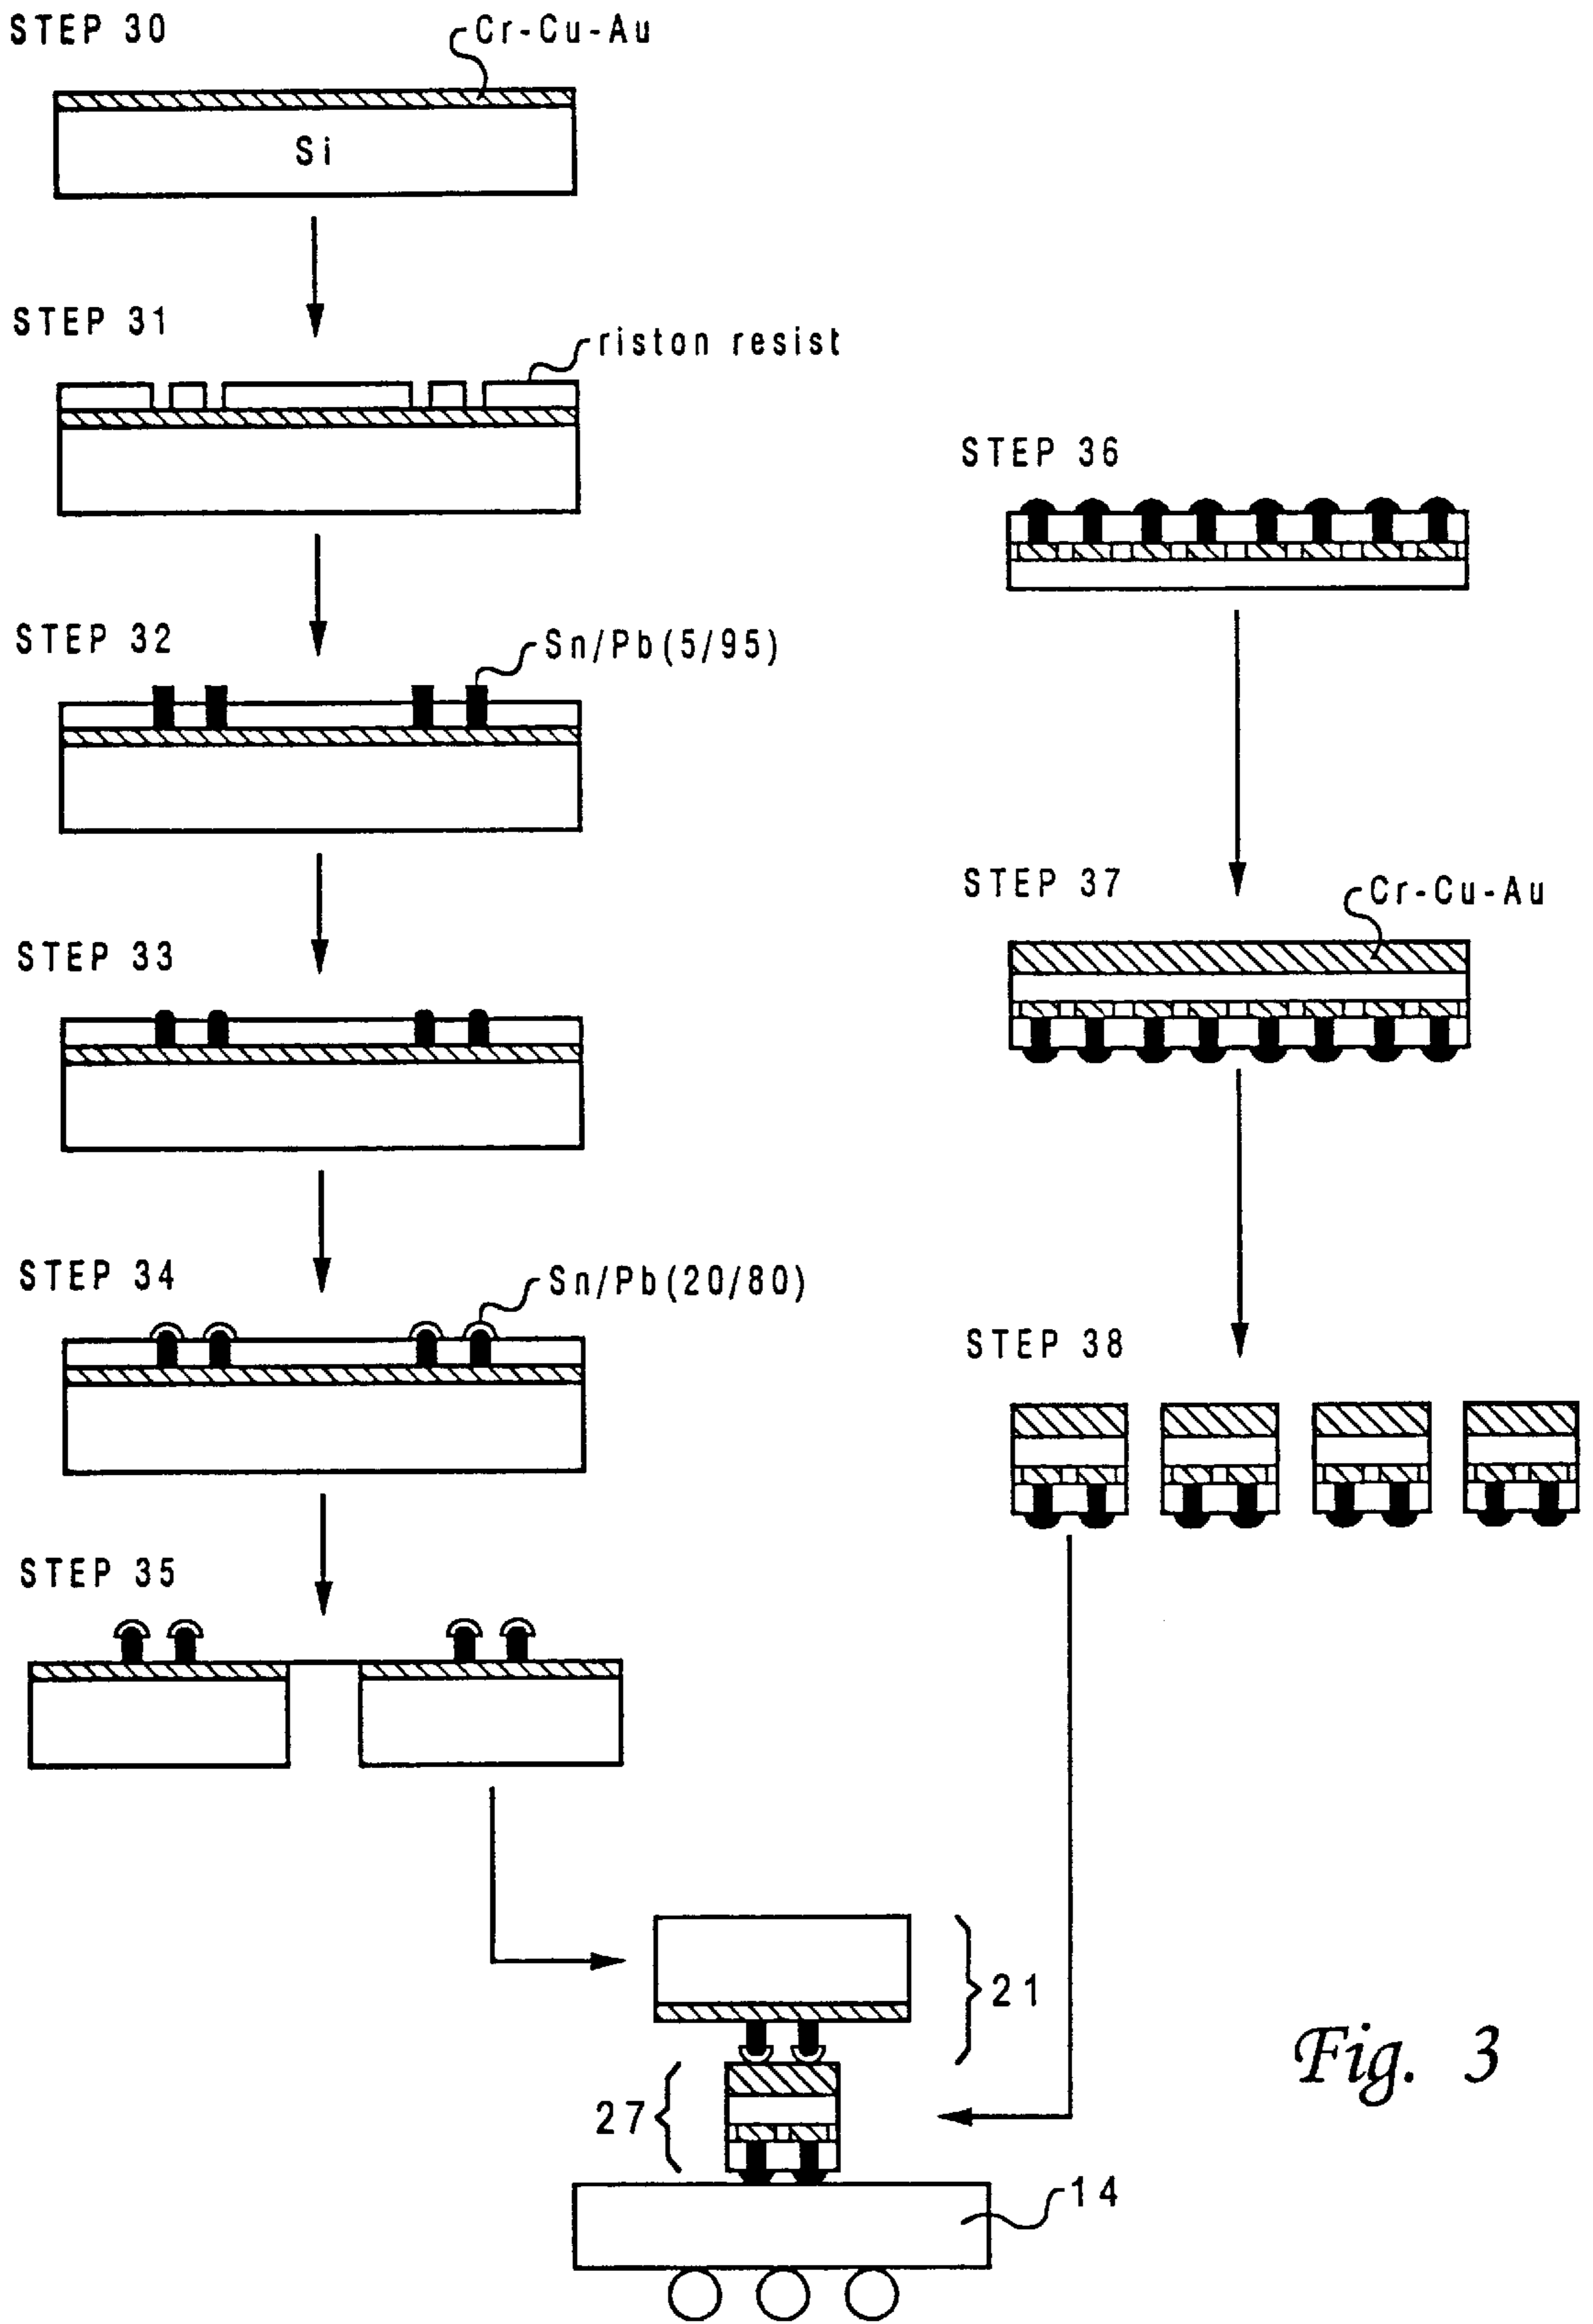 STEP 30
Cr-Cu-Au
Si
STEP 31
riston resist
STEP 32
Sn/Pb(5/95)
STEP 33
STEP 34
Sn/Pb(20/80)
STEP 35
STEP 36
STEP 37
Cr-Cu-Au
STEP 38
21
27
14
Fig. 3